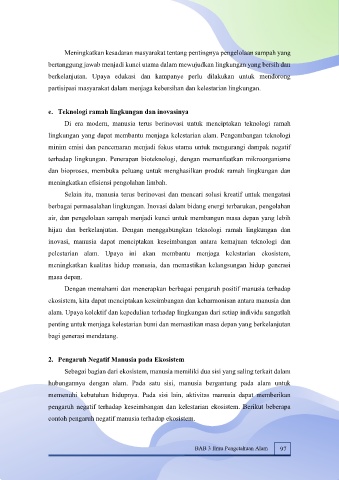 Meningkatkan kesadaran masyarakat tentang pentingnya pengelolaan sampah yang
bertanggung jawab menjadi kunci utama dalam mewujudkan lingkungan yang bersih dan
berkelanjutan. Upaya edukasi dan kampanye perlu dilakukan untuk mendorong
partisipasi masyarakat dalam menjaga kebersihan dan kelestarian lingkungan.
e. Teknologi ramah lingkungan dan inovasinya
Di era modern, manusia terus berinovasi untuk menciptakan teknologi ramah
lingkungan yang dapat membantu menjaga kelestarian alam. Pengembangan teknologi
minim emisi dan pencemaran menjadi fokus utama untuk mengurangi dampak negatif
terhadap lingkungan. Penerapan bioteknologi, dengan memanfaatkan mikroorganisme
dan bioproses, membuka peluang untuk menghasilkan produk ramah lingkungan dan
meningkatkan efisiensi pengolahan limbah.
Selain itu, manusia terus berinovasi dan mencari solusi kreatif untuk mengatasi
berbagai permasalahan lingkungan. Inovasi dalam bidang energi terbarukan, pengolahan
air, dan pengelolaan sampah menjadi kunci untuk membangun masa depan yang lebih
hijau dan berkelanjutan. Dengan menggabungkan teknologi ramah lingkungan dan
inovasi, manusia dapat menciptakan keseimbangan antara kemajuan teknologi dan
pelestarian alam. Upaya ini akan membantu menjaga kelestarian ekosistem,
meningkatkan kualitas hidup manusia, dan memastikan kelangsungan hidup generasi
masa depan.
Dengan memahami dan menerapkan berbagai pengaruh positif manusia terhadap
ekosistem, kita dapat menciptakan keseimbangan dan keharmonisan antara manusia dan
alam. Upaya kolektif dan kepedulian terhadap lingkungan dari setiap individu sangatlah
penting untuk menjaga kelestarian bumi dan memastikan masa depan yang berkelanjutan
bagi generasi mendatang.
2. Pengaruh Negatif Manusia pada Ekosistem
Sebagai bagian dari ekosistem, manusia memiliki dua sisi yang saling terkait dalam
hubungannya dengan alam. Pada satu sisi, manusia bergantung pada alam untuk
memenuhi kebutuhan hidupnya. Pada sisi lain, aktivitas manusia dapat memberikan
pengaruh negatif terhadap keseimbangan dan kelestarian ekosistem. Berikut beberapa
contoh pengaruh negatif manusia terhadap ekosistem.
BAB 3 Ilmu Pengetahuan Alam 97